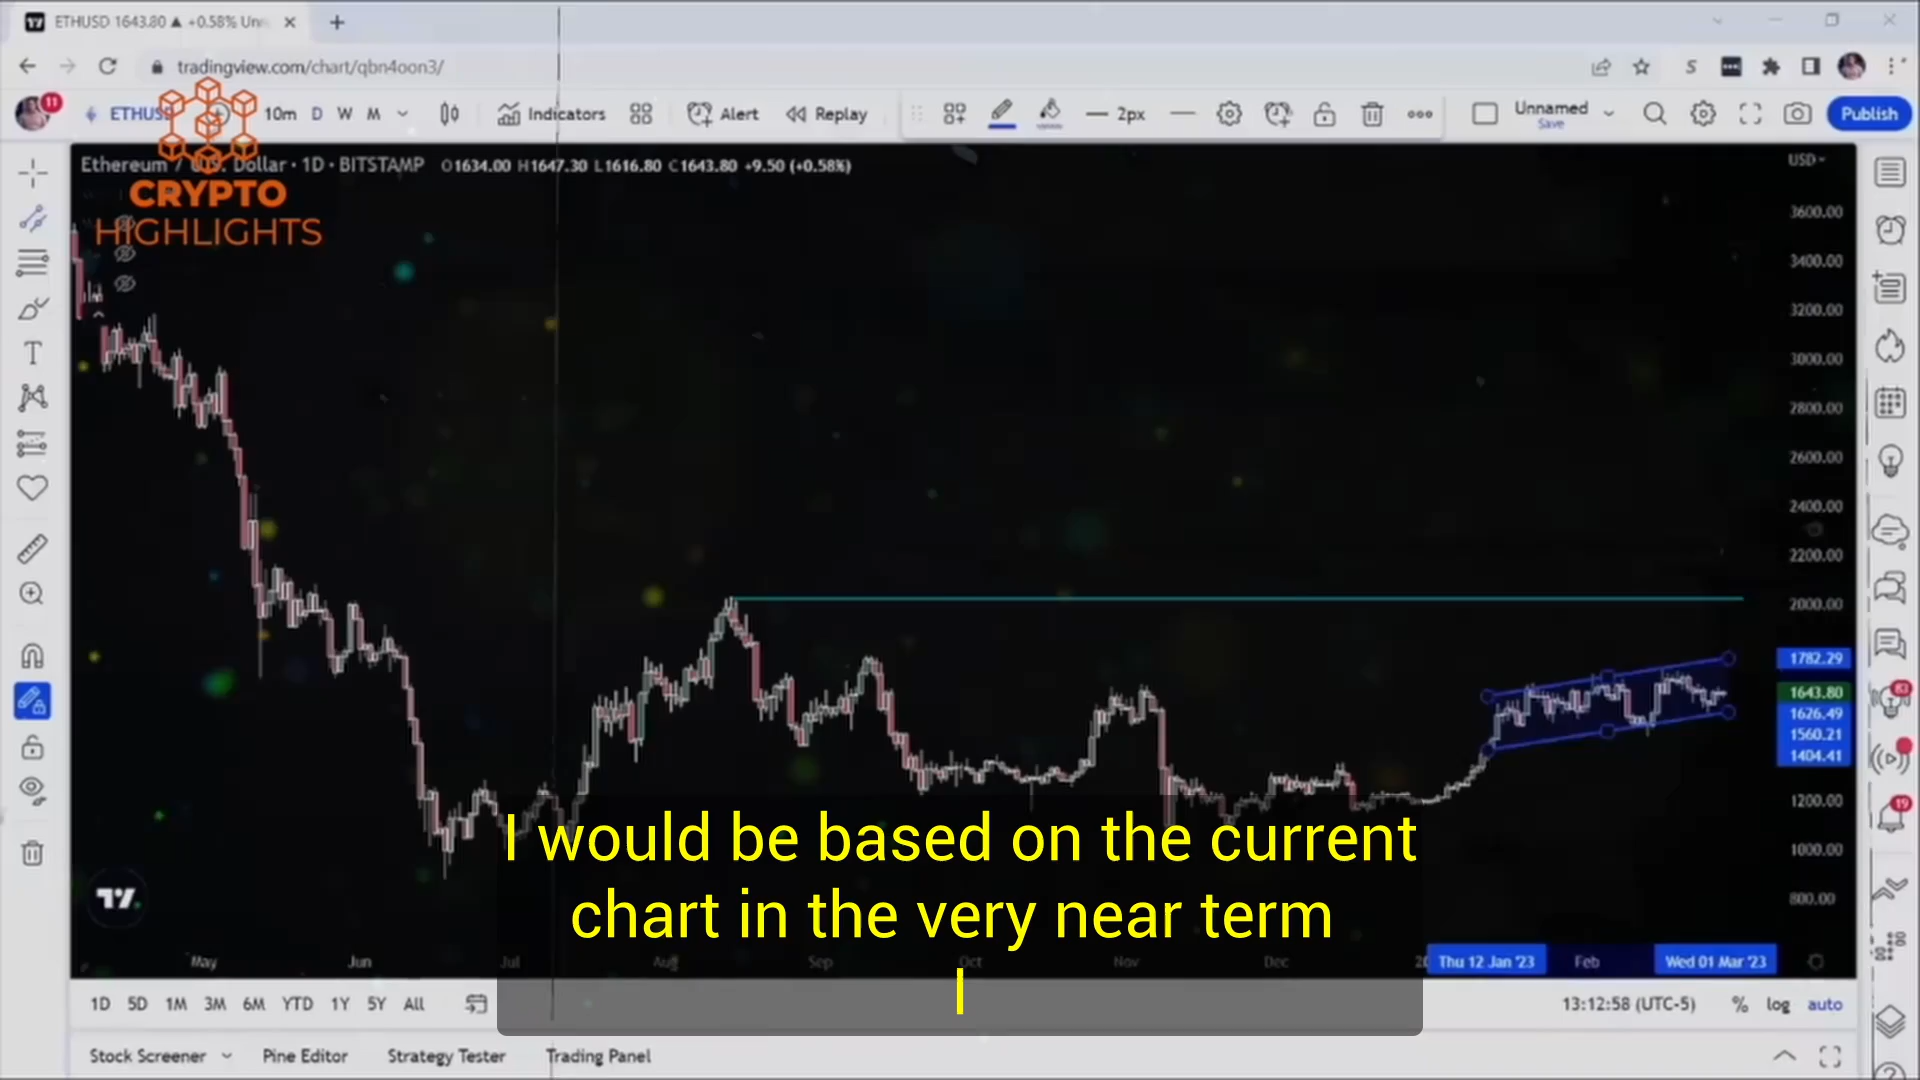 ETHUSD 1643.80 ▲ +0.58% Unn
tradingview.com/chart/qbn4oon3/
11
ETHUSD 10m D W M Indicators Alert Replay 2px Unnamed Save Publish
Ethereum / U.S. Dollar · 1D · BITSTAMP O1634.00 H1647.30 L1616.80 C1643.80 +9.50 (+0.58%)
USD
CRYPTO
HIGHLIGHTS
3600.00
3400.00
3200.00
3000.00
2800.00
2600.00
2400.00
2200.00
2000.00
1782.29
1643.80
1626.49
1560.21
1404.41
1200.00
1000.00
800.00
83
19
I would be based on the current
chart in the very near term
I
May Jun Jul Aug Sep Oct Nov Dec Thu 12 Jan '23 Feb Wed 01 Mar '23
1D 5D 1M 3M 6M YTD 1Y 5Y All 13:12:58 (UTC-5) % log auto
Stock Screener Pine Editor Strategy Tester Trading Panel